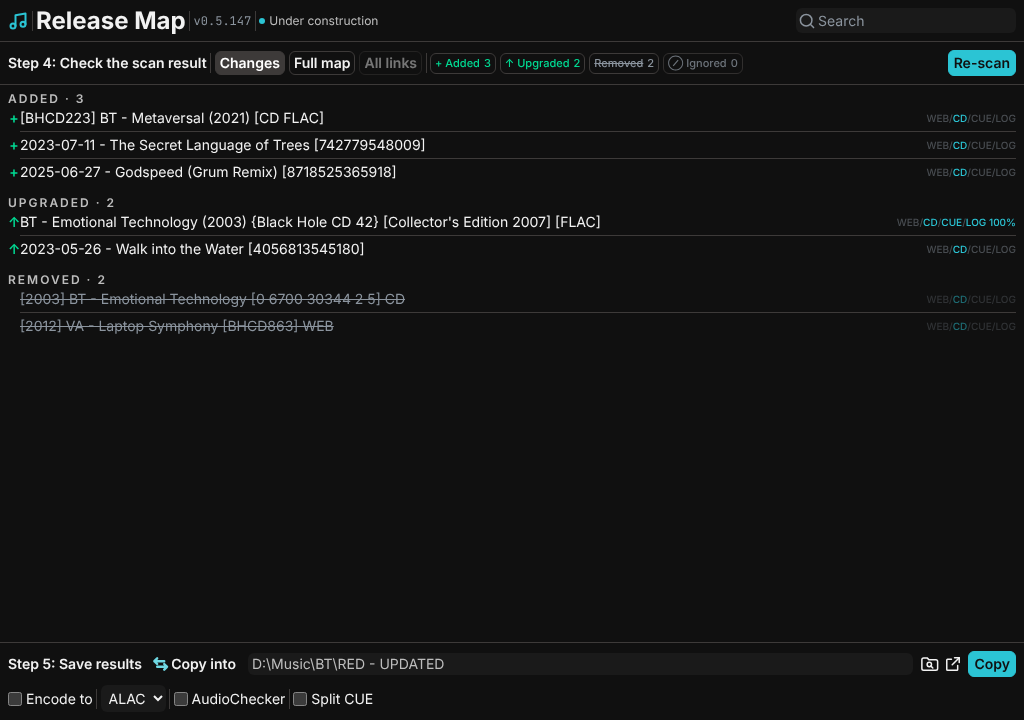 Release Map v0.5.147 Under construction Search
Step 4: Check the scan result Changes Full map All links + Added 3 ↑ Upgraded 2 Removed 2 Ignored 0 Re-scan
ADDED · 3
+ [BHCD223] BT - Metaversal (2021) [CD FLAC] WEB/CD/CUE/LOG
+ 2023-07-11 - The Secret Language of Trees [742779548009] WEB/CD/CUE/LOG
+ 2025-06-27 - Godspeed (Grum Remix) [8718525365918] WEB/CD/CUE/LOG
UPGRADED · 2
↑ BT - Emotional Technology (2003) {Black Hole CD 42} [Collector's Edition 2007] [FLAC] WEB/CD/CUE/LOG 100%
↑ 2023-05-26 - Walk into the Water [4056813545180] WEB/CD/CUE/LOG
REMOVED · 2
[2003] BT - Emotional Technology [0 6700 30344 2 5] CD WEB/CD/CUE/LOG
[2012] VA - Laptop Symphony [BHCD863] WEB WEB/CD/CUE/LOG
Step 5: Save results Copy into D:\Music\BT\RED - UPDATED Copy
Encode to ALAC AudioChecker Split CUE